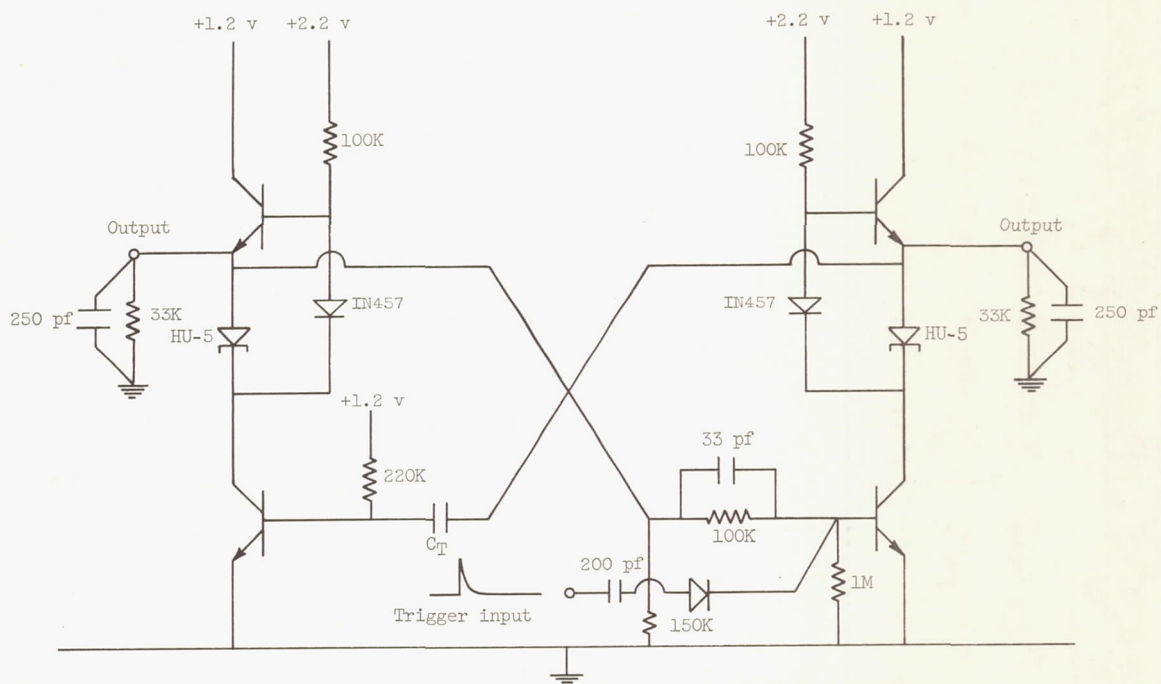 +1.2 v +2.2 v
+2.2 v +1.2 v
100K
100K
Output
Output
IN457
IN457
250 pf
33K
HU-5
33K
HU-5
250 pf
+1.2 v
220K
33 pf
100K
CT
200 pf
1M
Trigger input
150K